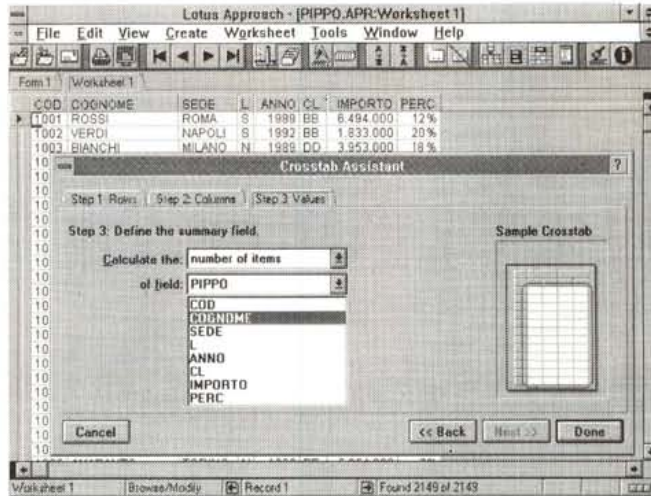 Lotus Approach - [PIPPO.APR:Worksheet 1]
File Edit View Create Worksheet Tools Window Help
Form 1 Worksheet 1
COD COGNOME SEDE L ANNO CL IMPORTO PERC
1001 ROSSI ROMA S 1989 BB 6.494.000 12%
1002 VERDI NAPOLI S 1992 BB 1.833.000 20%
1003 BIANCHI MILANO N 1989 DD 3.953.000 18%
Crosstab Assistant ?
Step 1: Rows Step 2: Columns Step 3: Values
Step 3: Define the summary field. Sample Crosstab
Calculate the: number of items
of field: PIPPO
COD
COGNOME
SEDE
L
ANNO
CL
IMPORTO
PERC
Cancel << Back Next >> Done
Worksheet 1 Browse/Modify Record 1 Found 2149 of 2149